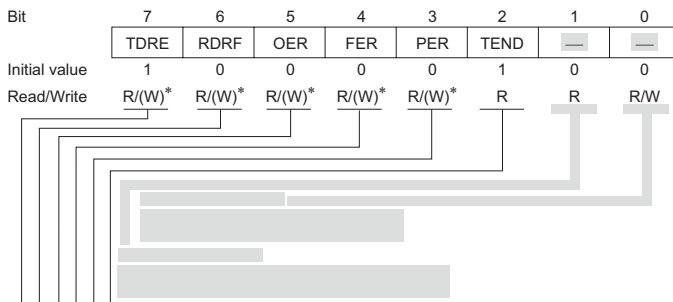 Bit 7 6 5 4 3 2 1 0
TDRE RDRF OER FER PER TEND — —
Initial value 1 0 0 0 0 1 0 0
Read/Write R/(W)* R/(W)* R/(W)* R/(W)* R/(W)* R R R/W